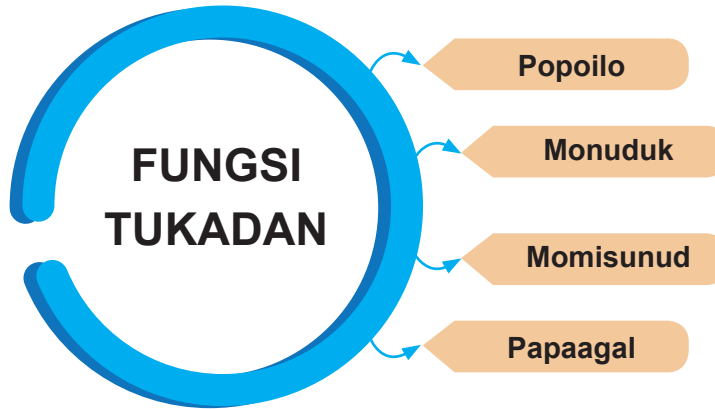 FUNGSI
TUKADAN
Popoilo
Monuduk
Momisunud
Papaagal